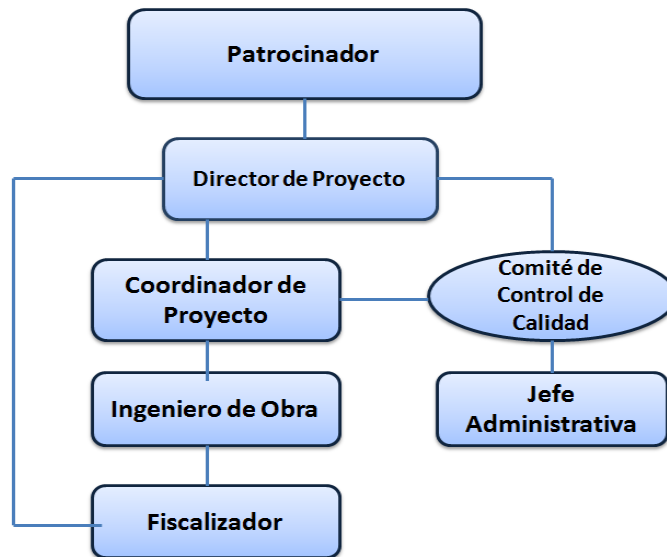 Patrocinador
Director de Proyecto
Coordinador de
Proyecto
Comité de
Control de
Calidad
Ingeniero de Obra
Jefe
Administrativa
Fiscalizador